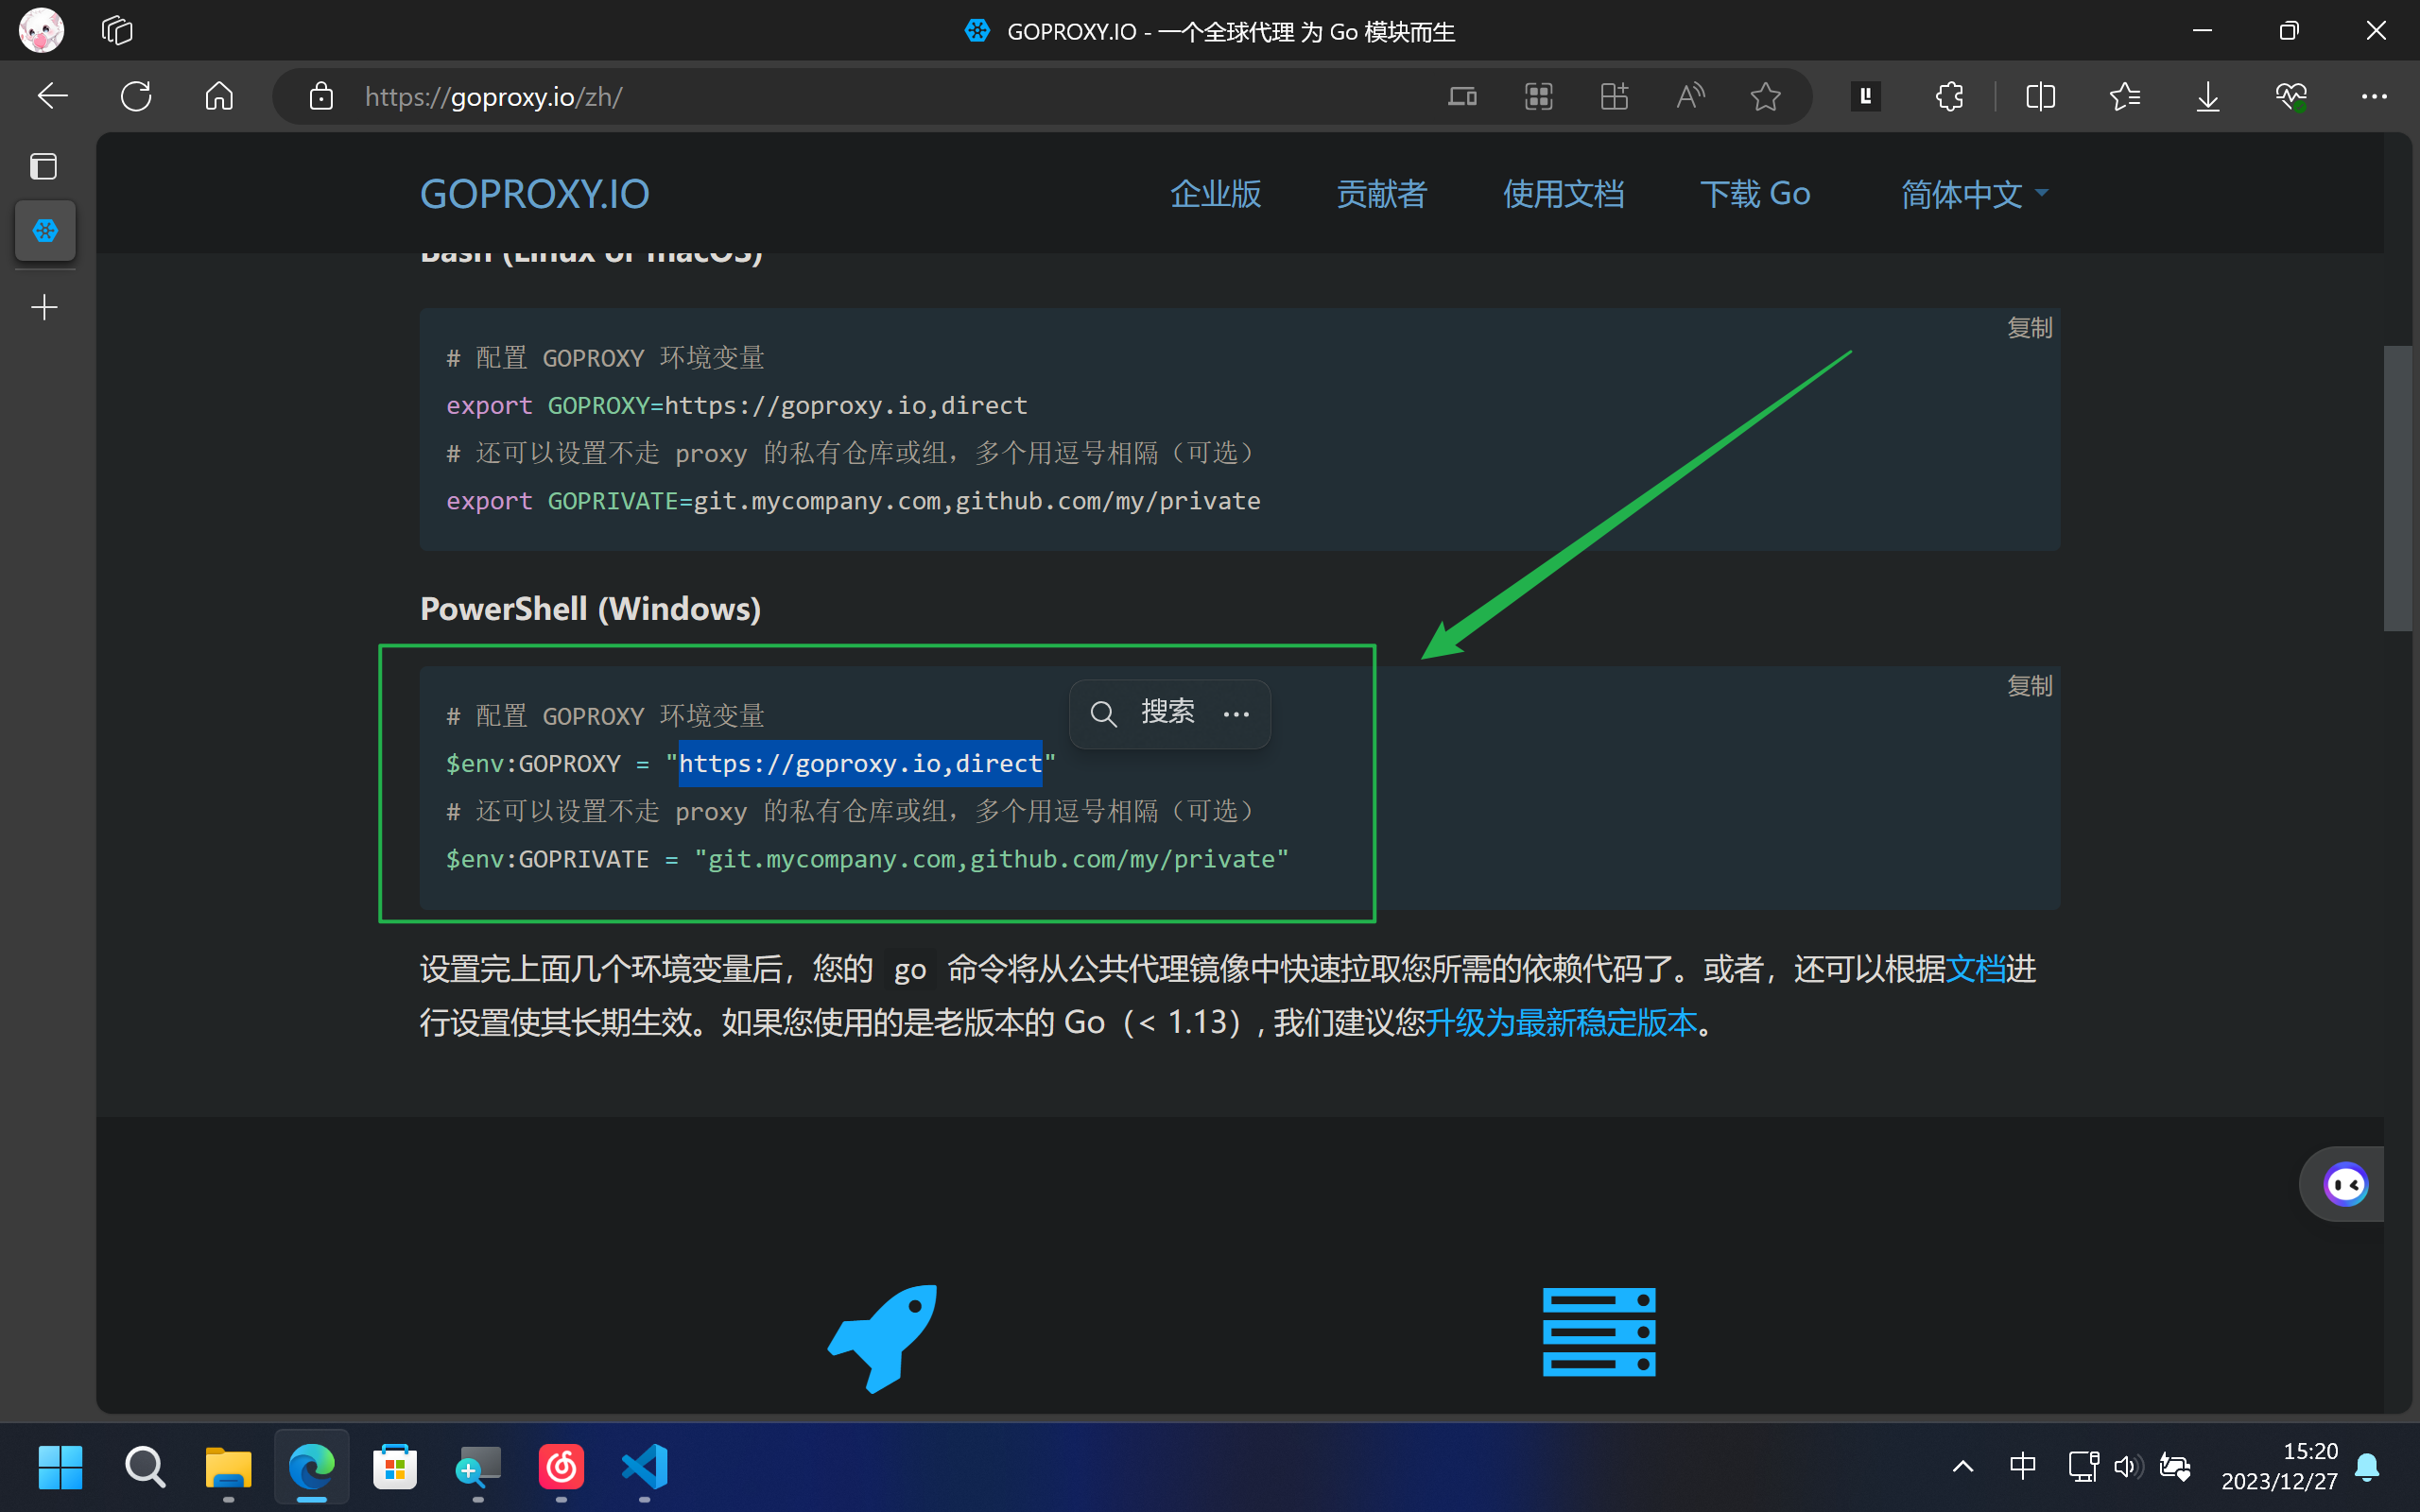 GOPROXY.IO - 一个全球代理 为 Go 模块而生
https://goproxy.io/zh/
GOPROXY.IO
企业版
贡献者
使用文档
下载 Go
简体中文
Bash (Linux or macOS)
复制
# 配置 GOPROXY 环境变量
export GOPROXY=https://goproxy.io,direct
# 还可以设置不走 proxy 的私有仓库或组，多个用逗号相隔（可选）
export GOPRIVATE=git.mycompany.com,github.com/my/private
PowerShell (Windows)
复制
搜索 ...
# 配置 GOPROXY 环境变量
$env:GOPROXY = "https://goproxy.io,direct"
# 还可以设置不走 proxy 的私有仓库或组，多个用逗号相隔（可选）
$env:GOPRIVATE = "git.mycompany.com,github.com/my/private"
设置完上面几个环境变量后，您的 go 命令将从公共代理镜像中快速拉取您所需的依赖代码了。或者，还可以根据文档进
行设置使其长期生效。如果您使用的是老版本的 Go（< 1.13）, 我们建议您升级为最新稳定版本。
中
15:20
2023/12/27